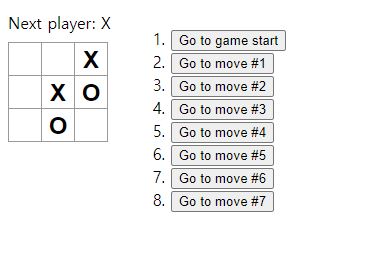 Next player: X
X
X O
O
1. Go to game start
2. Go to move #1
3. Go to move #2
4. Go to move #3
5. Go to move #4
6. Go to move #5
7. Go to move #6
8. Go to move #7